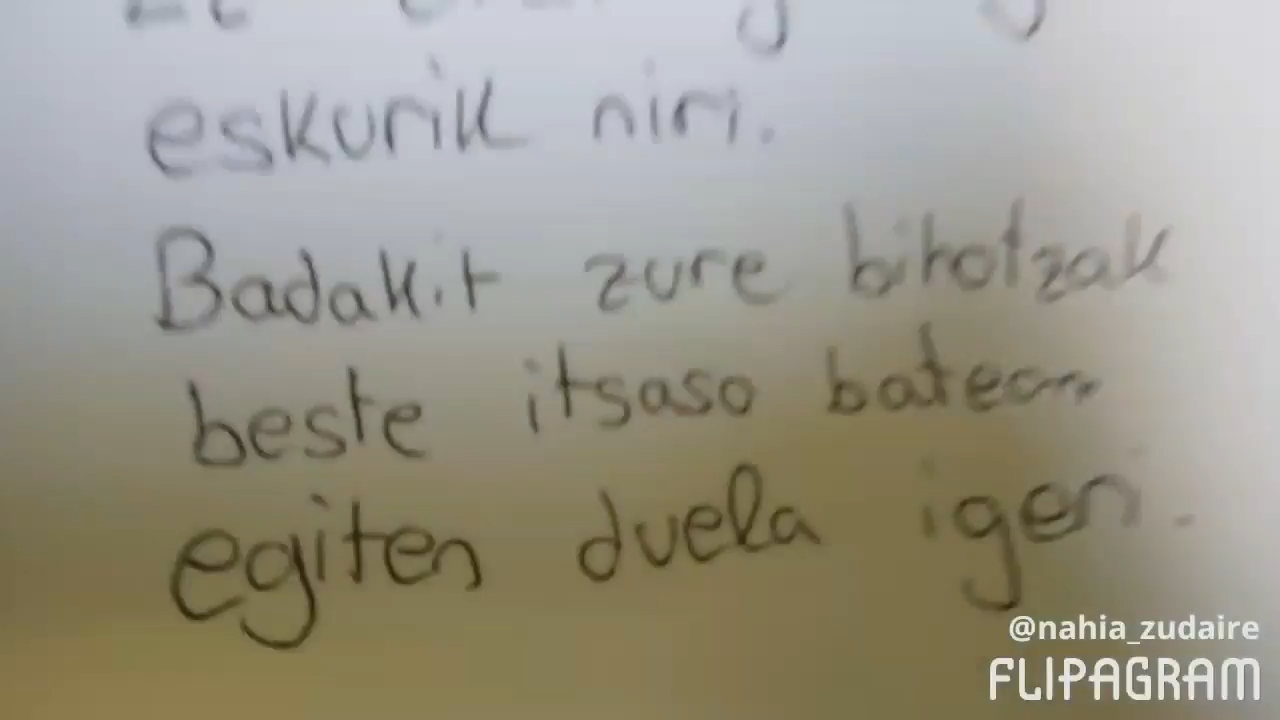 eskurik niri.
Badakit zure bihotzak
beste itsaso batean
egiten duela igeri.
@nahia_zudaire
FLIPAGRAM